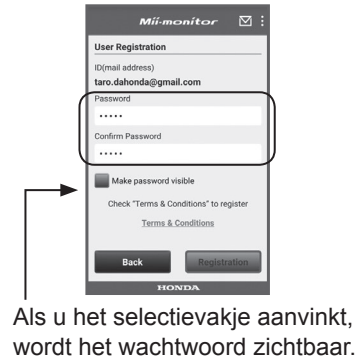 Mii-monitor
User Registration
ID(mail address)
taro.dahonda@gmail.com
Password
•••••
Confirm Password
•••••
Make password visible
Check "Terms & Conditions" to register
Terms & Conditions
Back Registration
HONDA
Als u het selectievakje aanvinkt,
wordt het wachtwoord zichtbaar.